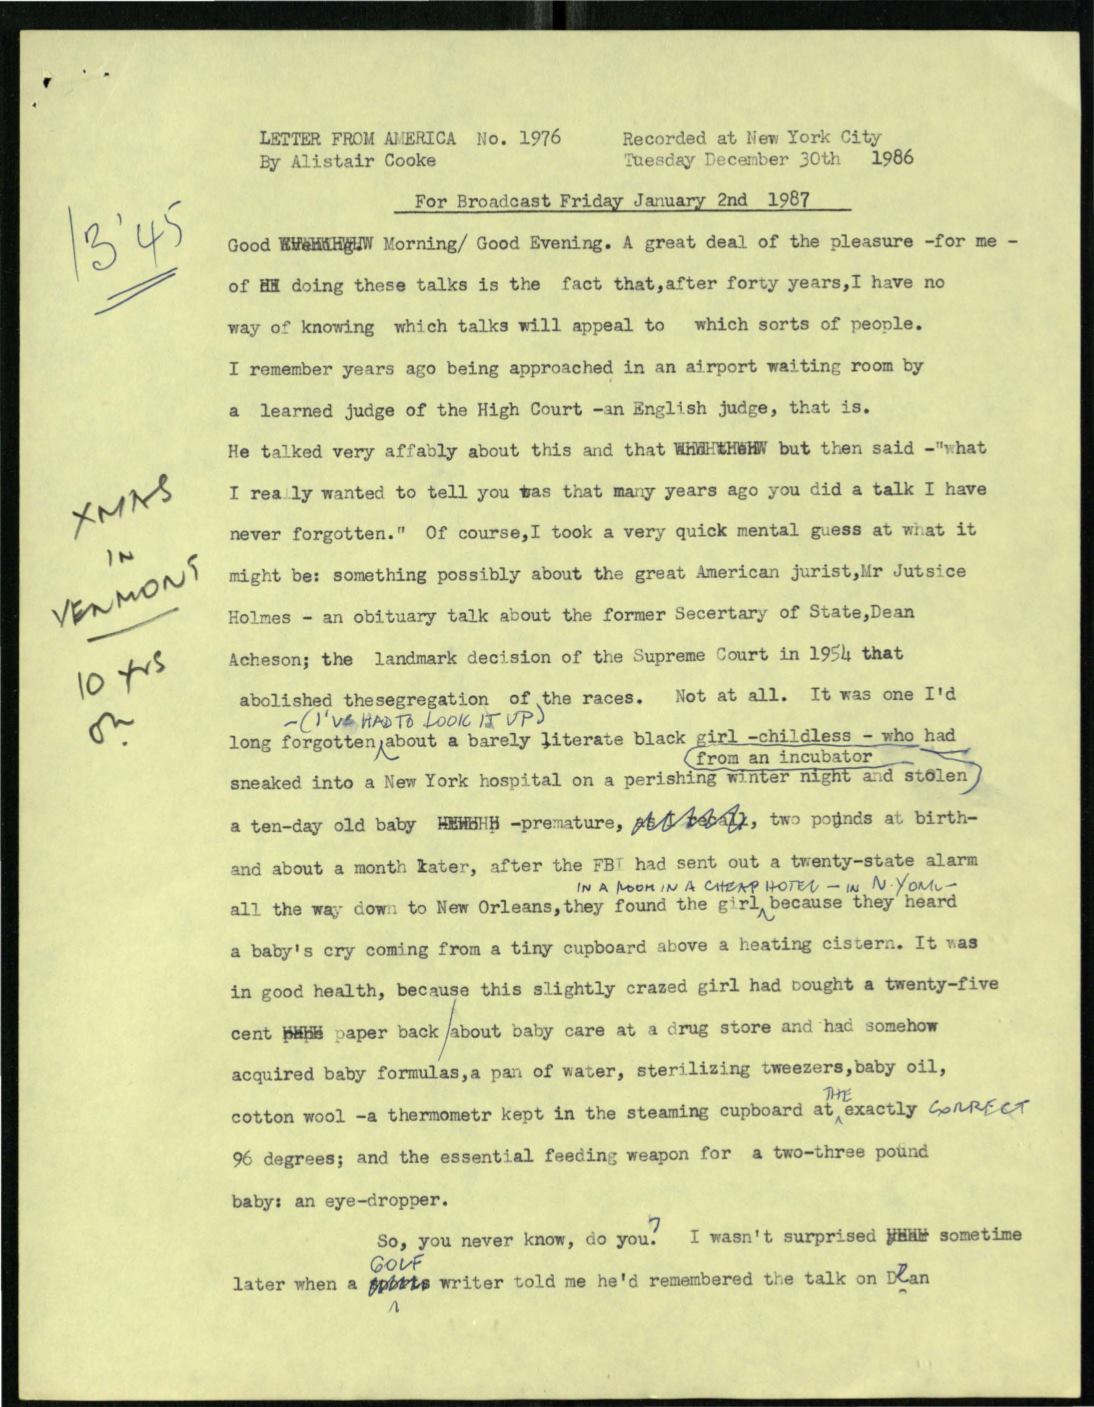 LETTER FROM AMERICA No. 1976 Recorded at New York City
By Alistair Cooke Tuesday December 30th 1986
For Broadcast Friday January 2nd 1987
13'45
Good Morning/ Good Evening. A great deal of the pleasure -for me -
of doing these talks is the fact that,after forty years,I have no
way of knowing which talks will appeal to which sorts of people.
I remember years ago being approached in an airport waiting room by
a learned judge of the High Court -an English judge, that is.
He talked very affably about this and that but then said -"what
I really wanted to tell you was that many years ago you did a talk I have
never forgotten." Of course,I took a very quick mental guess at what it
might be: something possibly about the great American jurist,Mr Jutsice
Holmes - an obituary talk about the former Secertary of State,Dean
Acheson; the landmark decision of the Supreme Court in 1954 that
XMAS
IN
VERMONT
10 yrs
on
abolished thesegregation of the races. Not at all. It was one I'd
-(I'VE HAD TO LOOK IT UP)
long forgotten,about a barely literate black girl -childless - who had
from an incubator
sneaked into a New York hospital on a perishing winter night and stolen
a ten-day old baby -premature, , two pounds at birth-
and about a month later, after the FBI had sent out a twenty-state alarm
IN A ROOM IN A CHEAP HOTEL - IN N.YORK-
all the way down to New Orleans,they found the girl, because they heard
a baby's cry coming from a tiny cupboard above a heating cistern. It was
in good health, because this slightly crazed girl had bought a twenty-five
cent paper back/about baby care at a drug store and had somehow
acquired baby formulas,a pan of water, sterilizing tweezers,baby oil,
THE
cotton wool -a thermometr kept in the steaming cupboard at exactly CORRECT
96 degrees; and the essential feeding weapon for a two-three pound
baby: an eye-dropper.
So, you never know, do you? I wasn't surprised sometime
GOLF
later when a writer told me he'd remembered the talk on Dean